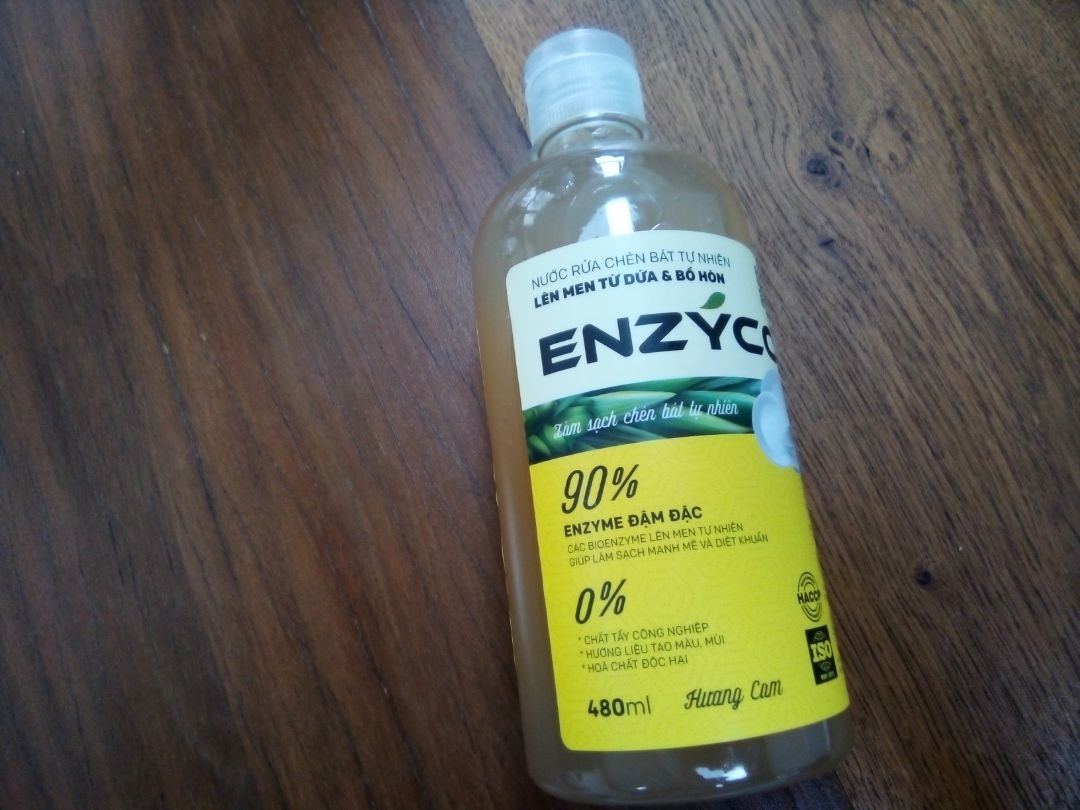 NƯỚC RỬA CHÉN BÁT TỰ NHIÊN
LÊN MEN TỪ DỨA & BỒ HÒN
ENZÝCO
Làm sạch chén bát tự nhiên
90%
ENZYME ĐẬM ĐẶC
CÁC BIOENZYME LÊN MEN TỰ NHIÊN
GIÚP LÀM SẠCH MẠNH MẼ VÀ DIỆT KHUẨN
0%
* CHẤT TẨY CÔNG NGHIỆP
* HƯƠNG LIỆU TẠO MÀU, MÙI
* HOÁ CHẤT ĐỘC HẠI
HACCP
ISO
480ml
Hương Cam